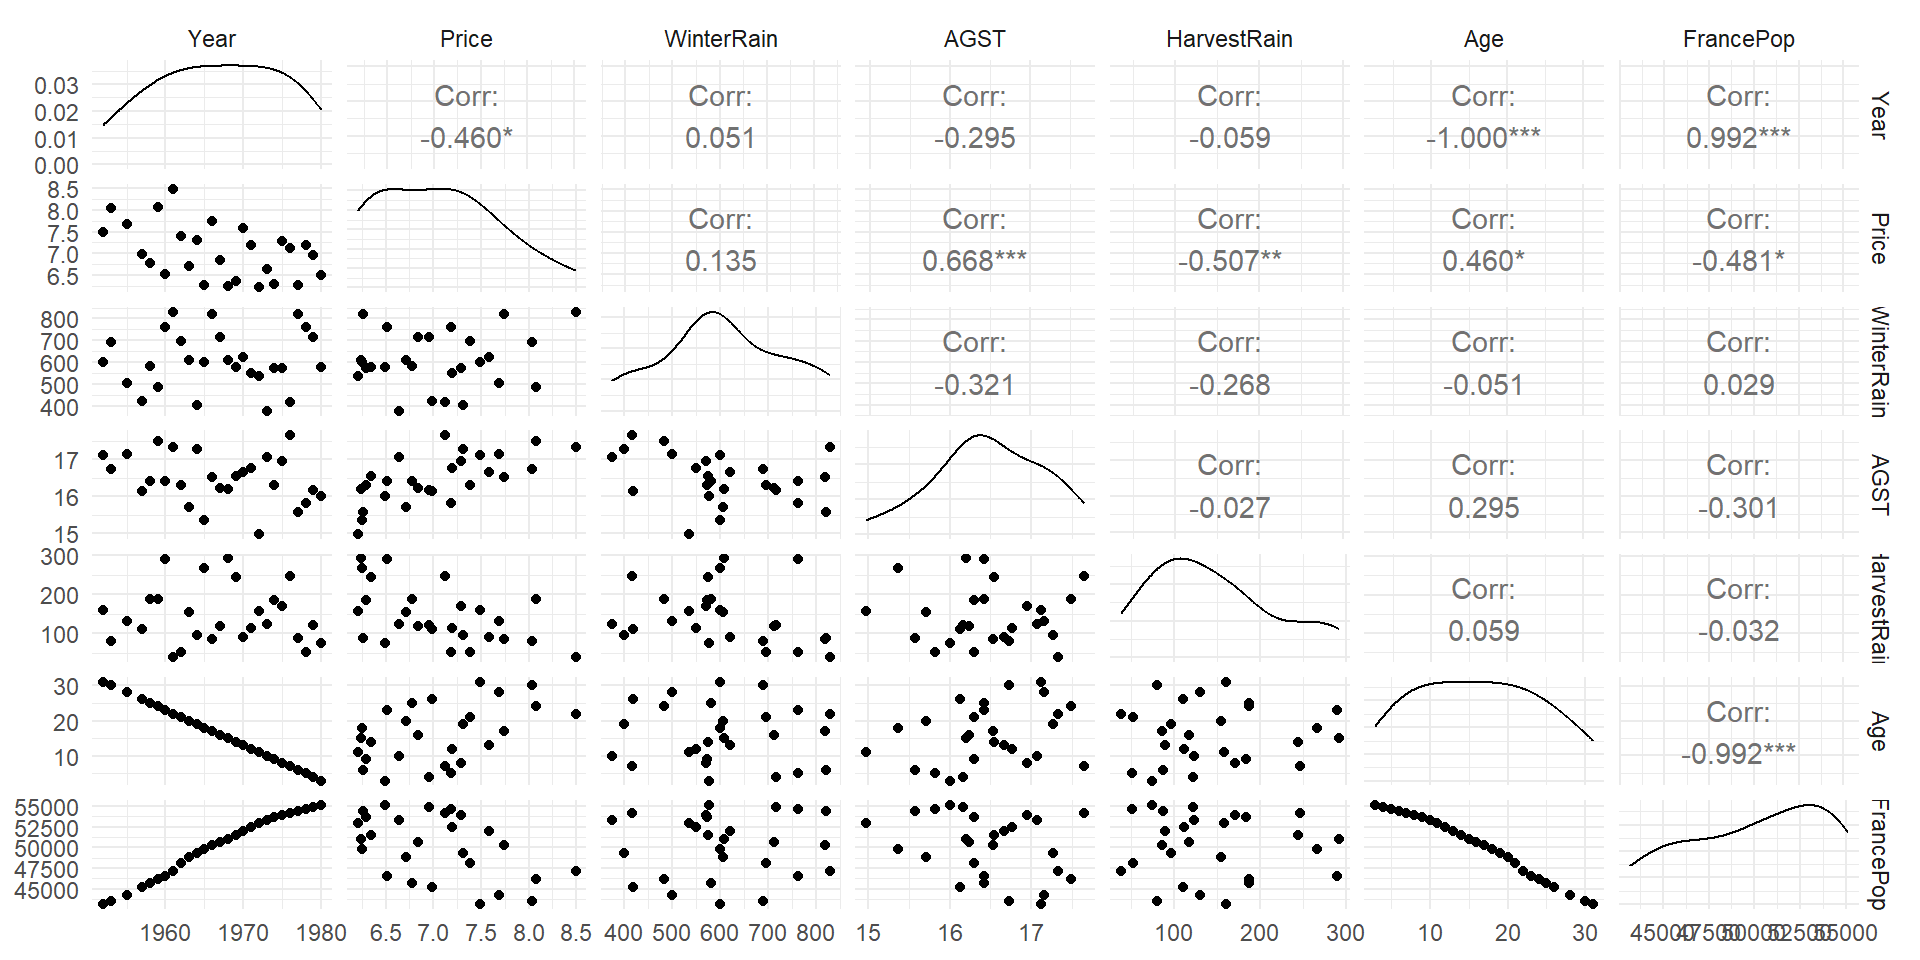 Year Price WinterRain AGST HarvestRain Age FrancePop
0.03
0.02
0.01
0.00
Corr:
-0.460*
Corr:
0.051
Corr:
-0.295
Corr:
-0.059
Corr:
-1.000***
Corr:
0.992***
Year
8.5
8.0
7.5
7.0
6.5
Corr:
0.135
Corr:
0.668***
Corr:
-0.507**
Corr:
0.460*
Corr:
-0.481*
Price
800
700
600
500
400
Corr:
-0.321
Corr:
-0.268
Corr:
-0.051
Corr:
0.029
WinterRain
17
16
15
Corr:
-0.027
Corr:
0.295
Corr:
-0.301
AGST
300
200
100
Corr:
0.059
Corr:
-0.032
HarvestRain
30
20
10
Corr:
-0.992***
Age
55000
52500
50000
47500
45000
FrancePop
1960 1970 1980 6.5 7.0 7.5 8.0 8.5 400 500 600 700 800 15 16 17 100 200 300 10 20 30 45000 47500 50000 52500 55000